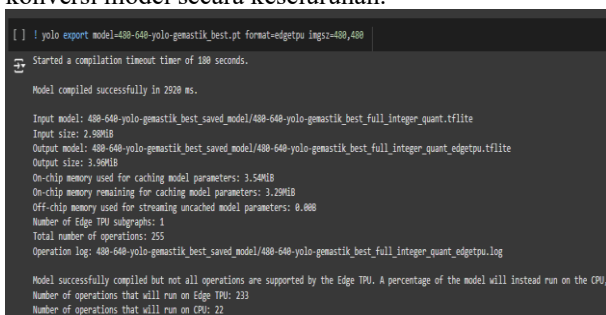 konversi model secara keseluruhan.
[ ] ! yolo export model=480-640-yolo-gemastik_best.pt format=edgetpu imgsz=480,480
Started a compilation timeout timer of 180 seconds.
Model compiled successfully in 2920 ms.
Input model: 480-640-yolo-gemastik_best_saved_model/480-640-yolo-gemastik_best_full_integer_quant.tflite
Input size: 2.98MiB
Output model: 480-640-yolo-gemastik_best_saved_model/480-640-yolo-gemastik_best_full_integer_quant_edgetpu.tflite
Output size: 3.96MiB
On-chip memory used for caching model parameters: 3.54MiB
On-chip memory remaining for caching model parameters: 3.29MiB
Off-chip memory used for streaming uncached model parameters: 0.00B
Number of Edge TPU subgraphs: 1
Total number of operations: 255
Operation log: 480-640-yolo-gemastik_best_saved_model/480-640-yolo-gemastik_best_full_integer_quant_edgetpu.log
Model successfully compiled but not all operations are supported by the Edge TPU. A percentage of the model will instead run on the CPU,
Number of operations that will run on Edge TPU: 233
Number of operations that will run on CPU: 22